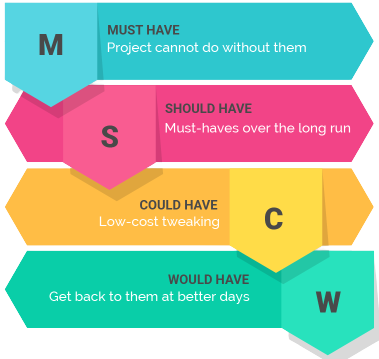 M
MUST HAVE
Project cannot do without them
S
SHOULD HAVE
Must-haves over the long run
COULD HAVE
Low-cost tweaking
C
WOULD HAVE
Get back to them at better days
W